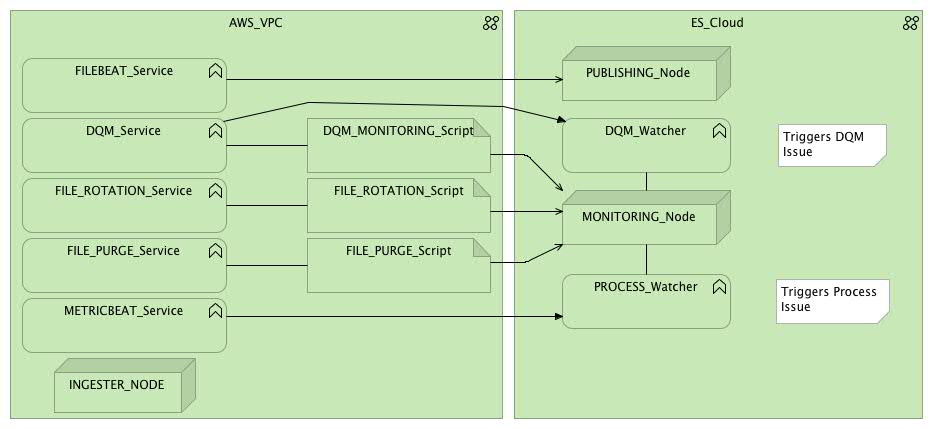 AWS_VPC
FILEBEAT_Service
DQM_Service
DQM_MONITORING_Script
FILE_ROTATION_Service
FILE_ROTATION_Script
FILE_PURGE_Service
FILE_PURGE_Script
METRICBEAT_Service
INGESTER_NODE
ES_Cloud
PUBLISHING_Node
DQM_Watcher
Triggers DQM
Issue
MONITORING_Node
PROCESS_Watcher
Triggers Process
Issue